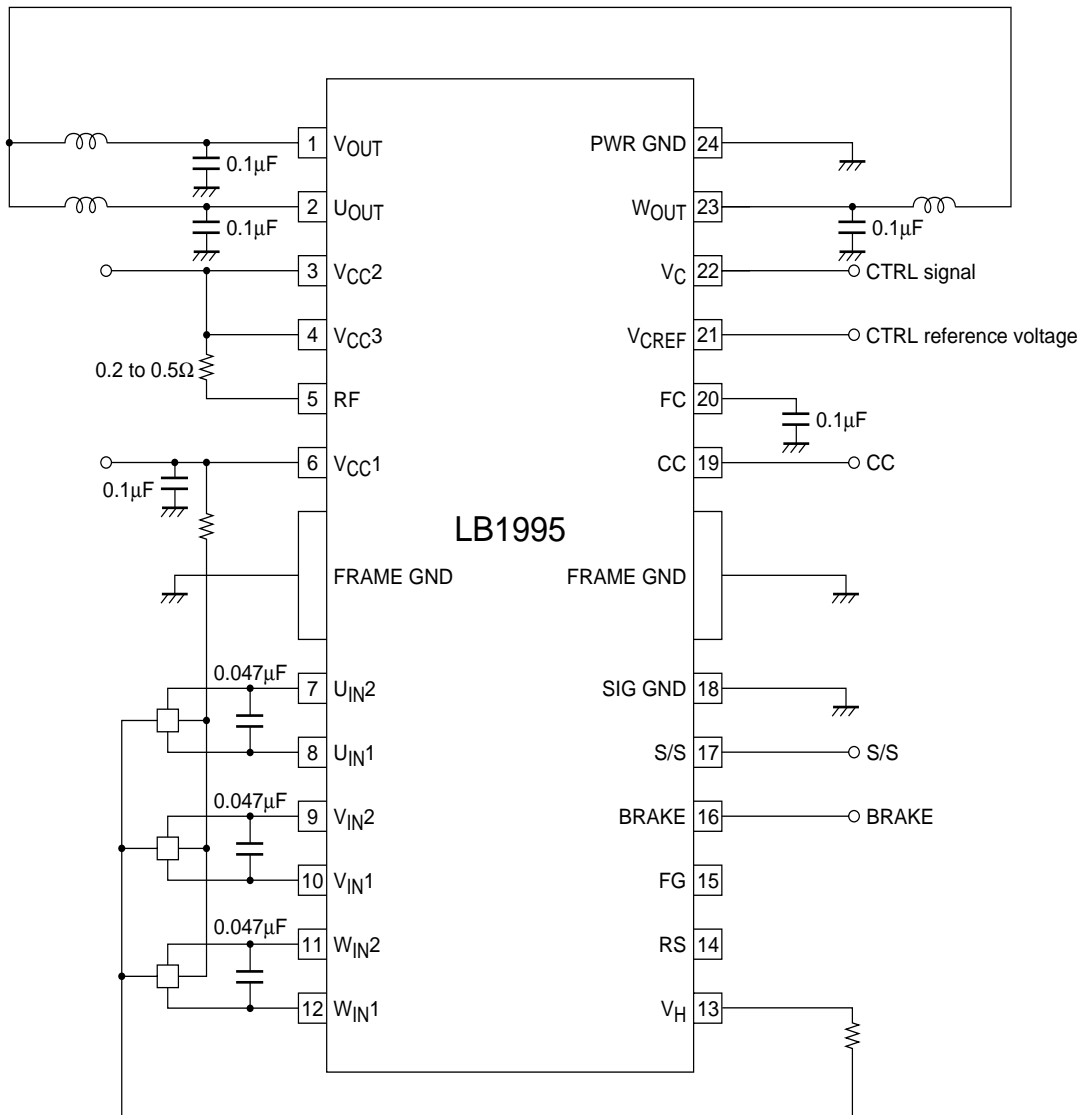 1 VOUT
0.1µF
2 UOUT
0.1µF
3 VCC2
4 VCC3
0.2 to 0.5Ω
5 RF
6 VCC1
0.1µF
FRAME GND
0.047µF
7 UIN2
8 UIN1
0.047µF
9 VIN2
10 VIN1
0.047µF
11 WIN2
12 WIN1
LB1995
PWR GND 24
WOUT 23
0.1µF
VC 22 CTRL signal
VCREF 21 CTRL reference voltage
FC 20
0.1µF
CC 19 CC
FRAME GND
SIG GND 18
S/S 17 S/S
BRAKE 16 BRAKE
FG 15
RS 14
VH 13